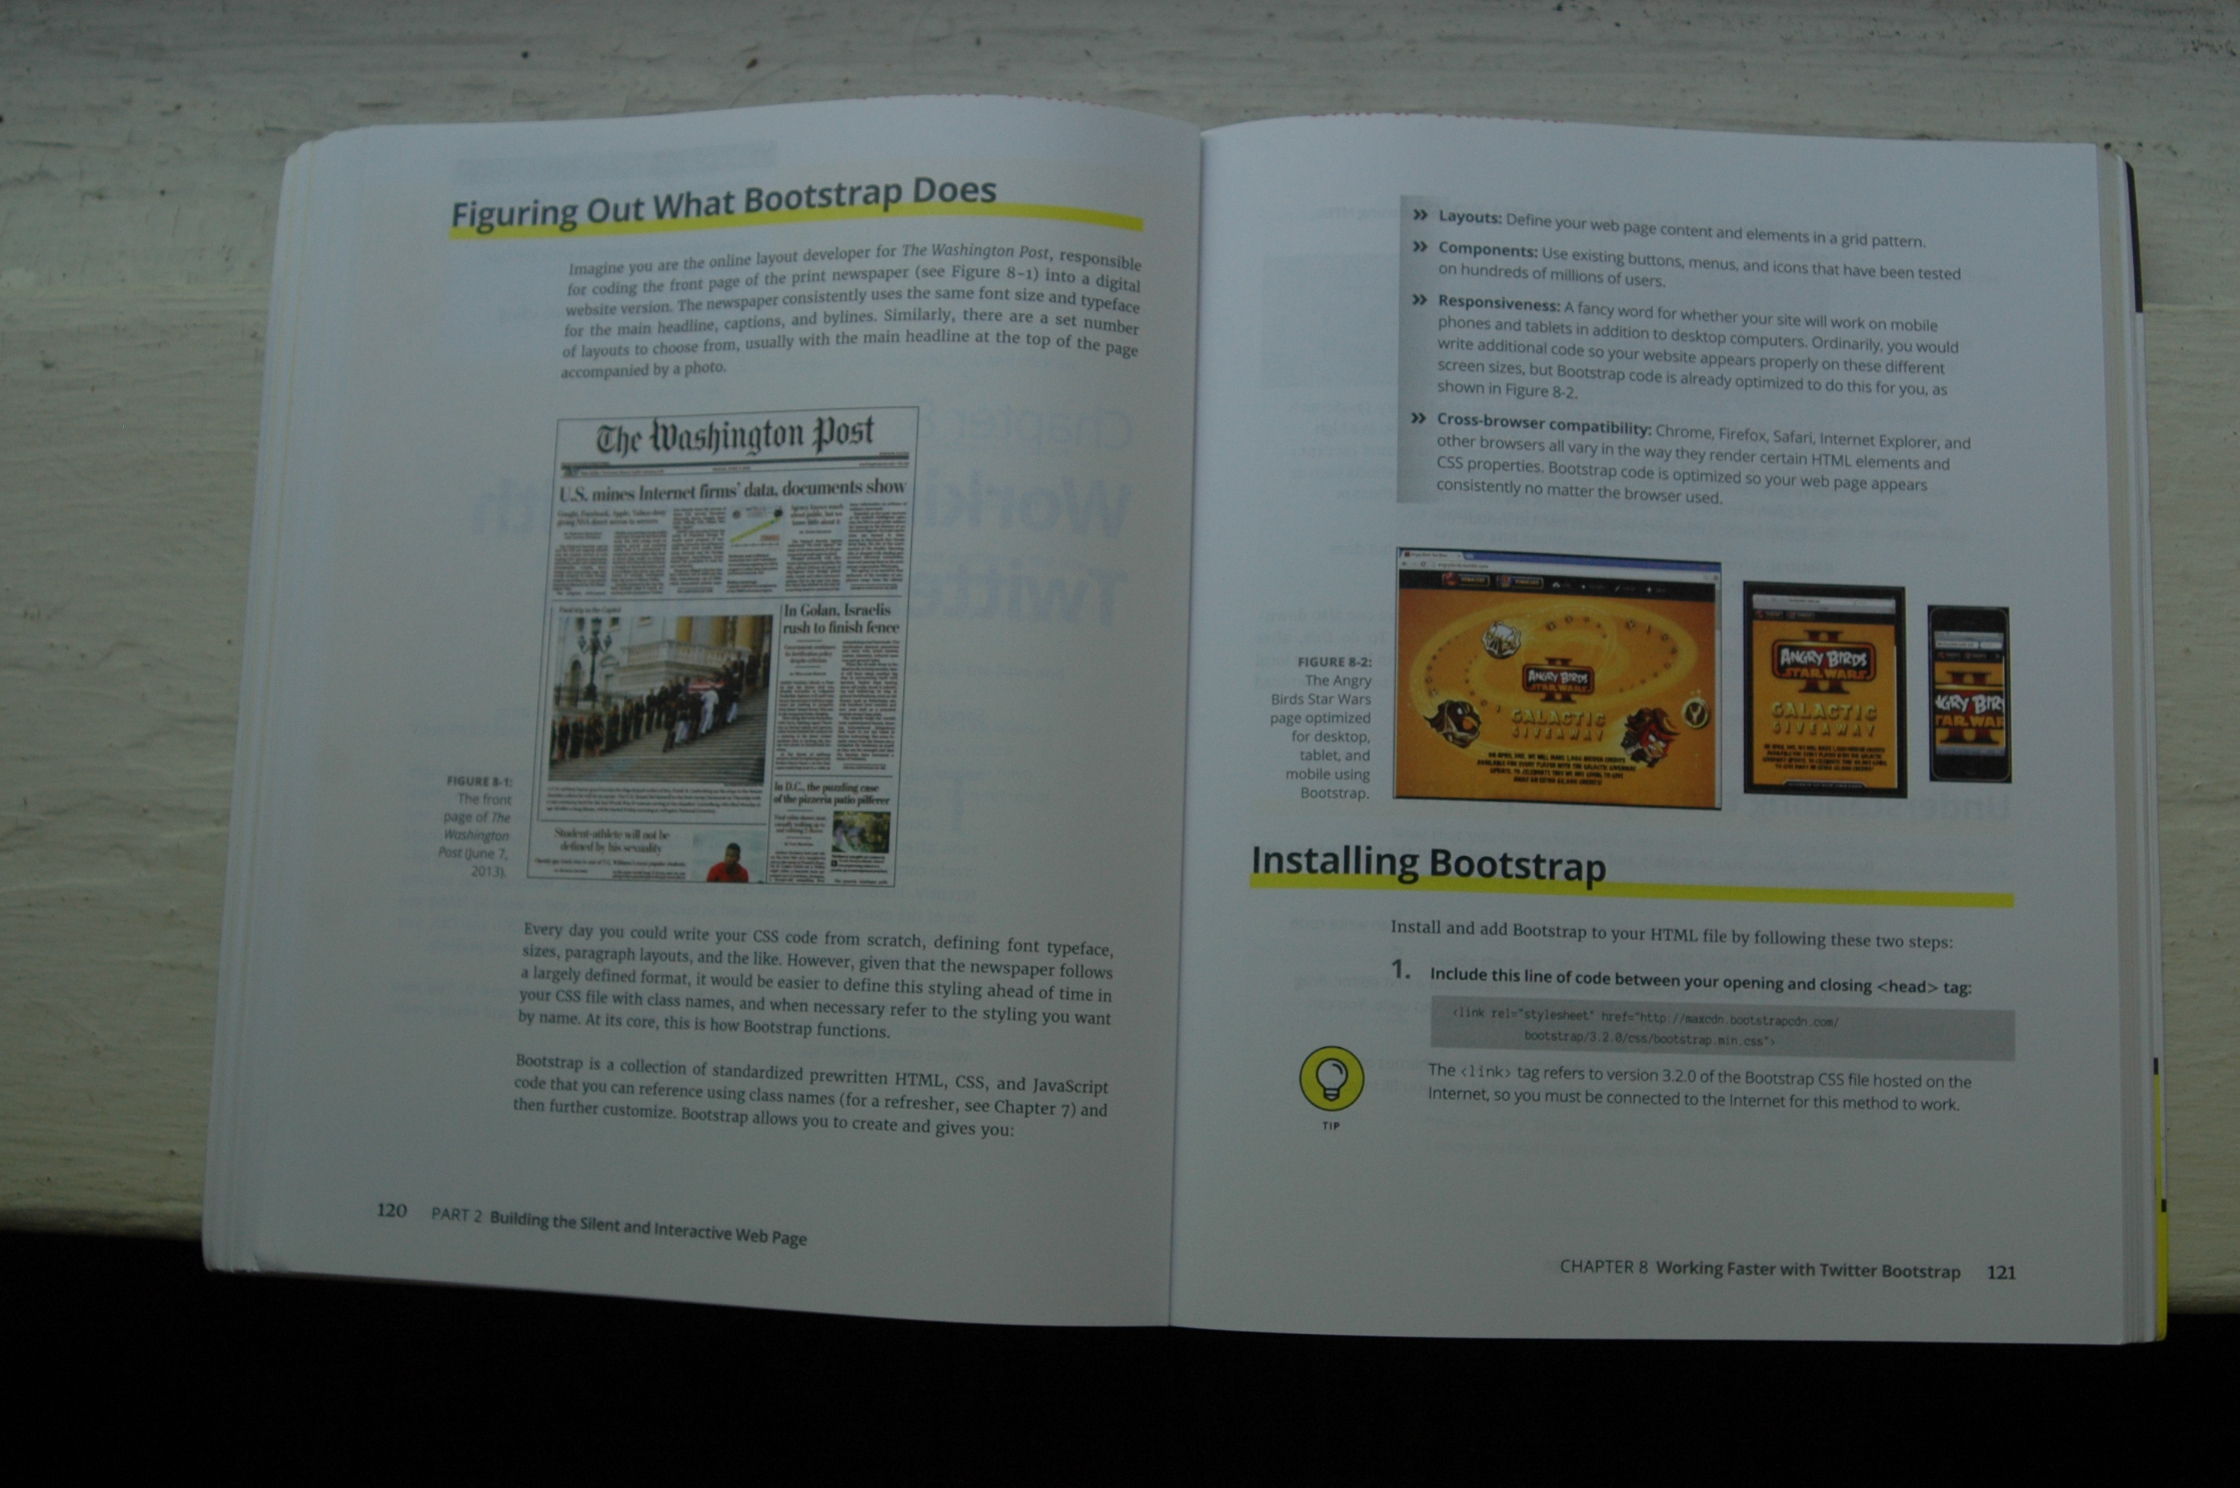 Figuring Out What Bootstrap Does
Imagine you are the online layout developer for The Washington Post, responsible
for coding the front page of the print newspaper (see Figure 8-1) into a digital
website version. The newspaper consistently uses the same font size and typeface
for the main headline, captions, and bylines. Similarly, there are a set number
of layouts to choose from, usually with the main headline at the top of the page
accompanied by a photo.
The Washington Post
U.S. mines Internet firms' data, documents show
In Golan, Israelis
rush to finish fence
In D.C., the puzzling case
of the pizzeria patio pilferer
Student-athlete will not be
defined by his sexuality
FIGURE 8-1:
The front
page of The
Washington
Post (June 7,
2013).
Every day you could write your CSS code from scratch, defining font typeface,
sizes, paragraph layouts, and the like. However, given that the newspaper follows
a largely defined format, it would be easier to define this styling ahead of time in
your CSS file with class names, and when necessary refer to the styling you want
by name. At its core, this is how Bootstrap functions.
Bootstrap is a collection of standardized prewritten HTML, CSS, and JavaScript
code that you can reference using class names (for a refresher, see Chapter 7) and
then further customize. Bootstrap allows you to create and gives you:
120 PART 2 Building the Silent and Interactive Web Page
» Layouts: Define your web page content and elements in a grid pattern.
» Components: Use existing buttons, menus, and icons that have been tested
on hundreds of millions of users.
» Responsiveness: A fancy word for whether your site will work on mobile
phones and tablets in addition to desktop computers. Ordinarily, you would
write additional code so your website appears properly on these different
screen sizes, but Bootstrap code is already optimized to do this for you, as
shown in Figure 8-2.
» Cross-browser compatibility: Chrome, Firefox, Safari, Internet Explorer, and
other browsers all vary in the way they render certain HTML elements and
CSS properties. Bootstrap code is optimized so your web page appears
consistently no matter the browser used.
ANGRY BIRDS
STAR WARS
II
GALACTIC
GIVEAWAY
ANGRY BIRDS
STAR WARS
II
GALACTIC
GIVEAWAY
GRY BIR
TAR WAR
II
FIGURE 8-2:
The Angry
Birds Star Wars
page optimized
for desktop,
tablet, and
mobile using
Bootstrap.
Installing Bootstrap
Install and add Bootstrap to your HTML file by following these two steps:
1. Include this line of code between your opening and closing <head> tag:
<link rel="stylesheet" href="http://maxcdn.bootstrapcdn.com/
bootstrap/3.2.0/css/bootstrap.min.css">
TIP
The <link> tag refers to version 3.2.0 of the Bootstrap CSS file hosted on the
Internet, so you must be connected to the Internet for this method to work.
CHAPTER 8 Working Faster with Twitter Bootstrap 121